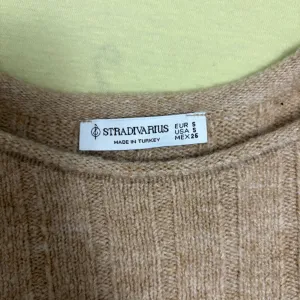 STRADIVARIUS
MADE IN TURKEY
EUR S
USA S
MEX 26